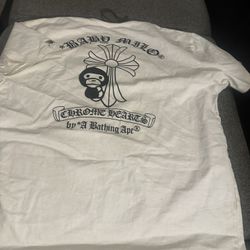 "BABY MILO®
CHROME HEARTS
by "A Bathing Ape®